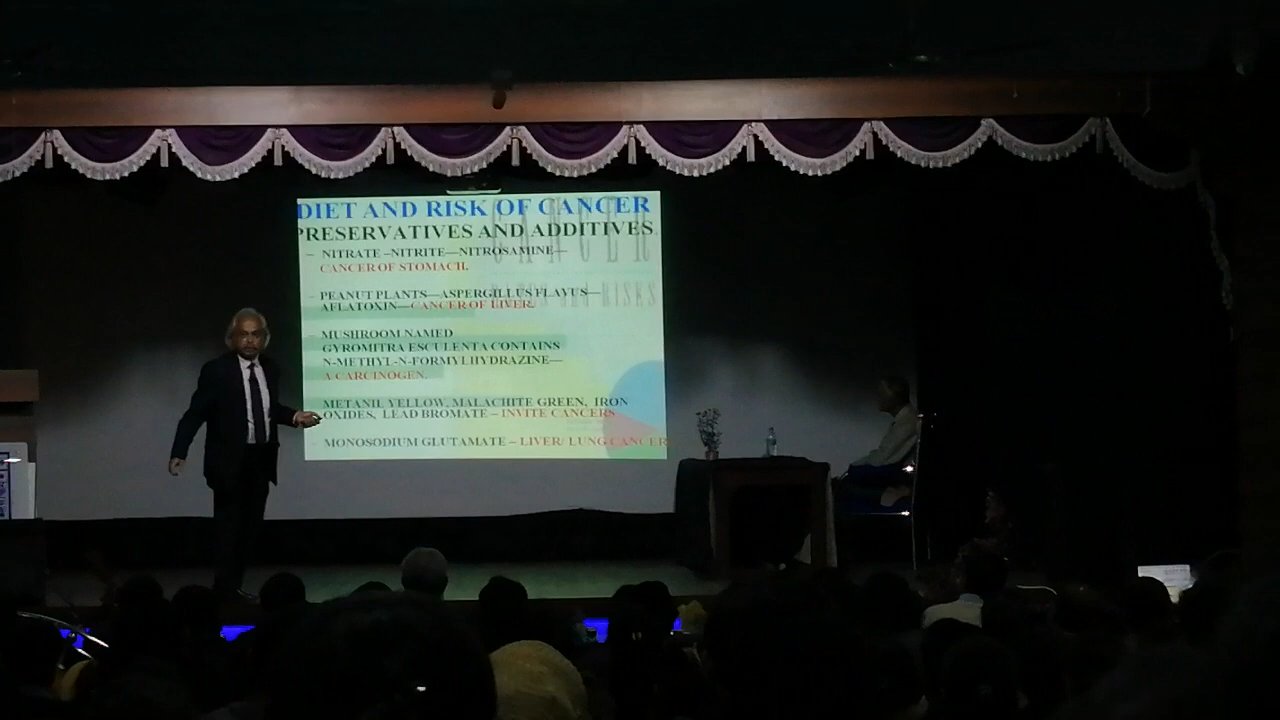 DIET AND RISK OF CANCER
PRESERVATIVES AND ADDITIVES
– NITRATE –NITRITE—NITROSAMINE—
CANCER OF STOMACH.
– PEANUT PLANTS—ASPERGILLUS FLAVUS—
AFLATOXIN—CANCER OF LIVER.
– MUSHROOM NAMED
GYROMITRA ESCULENTA CONTAINS
N-METHYL-N-FORMYLHYDRAZINE—
A CARCINOGEN.
METANIL YELLOW, MALACHITE GREEN, IRON
OXIDES, LEAD BROMATE – INVITE CANCERS
MONOSODIUM GLUTAMATE – LIVER/ LUNG CANCER
CANCER
RISES